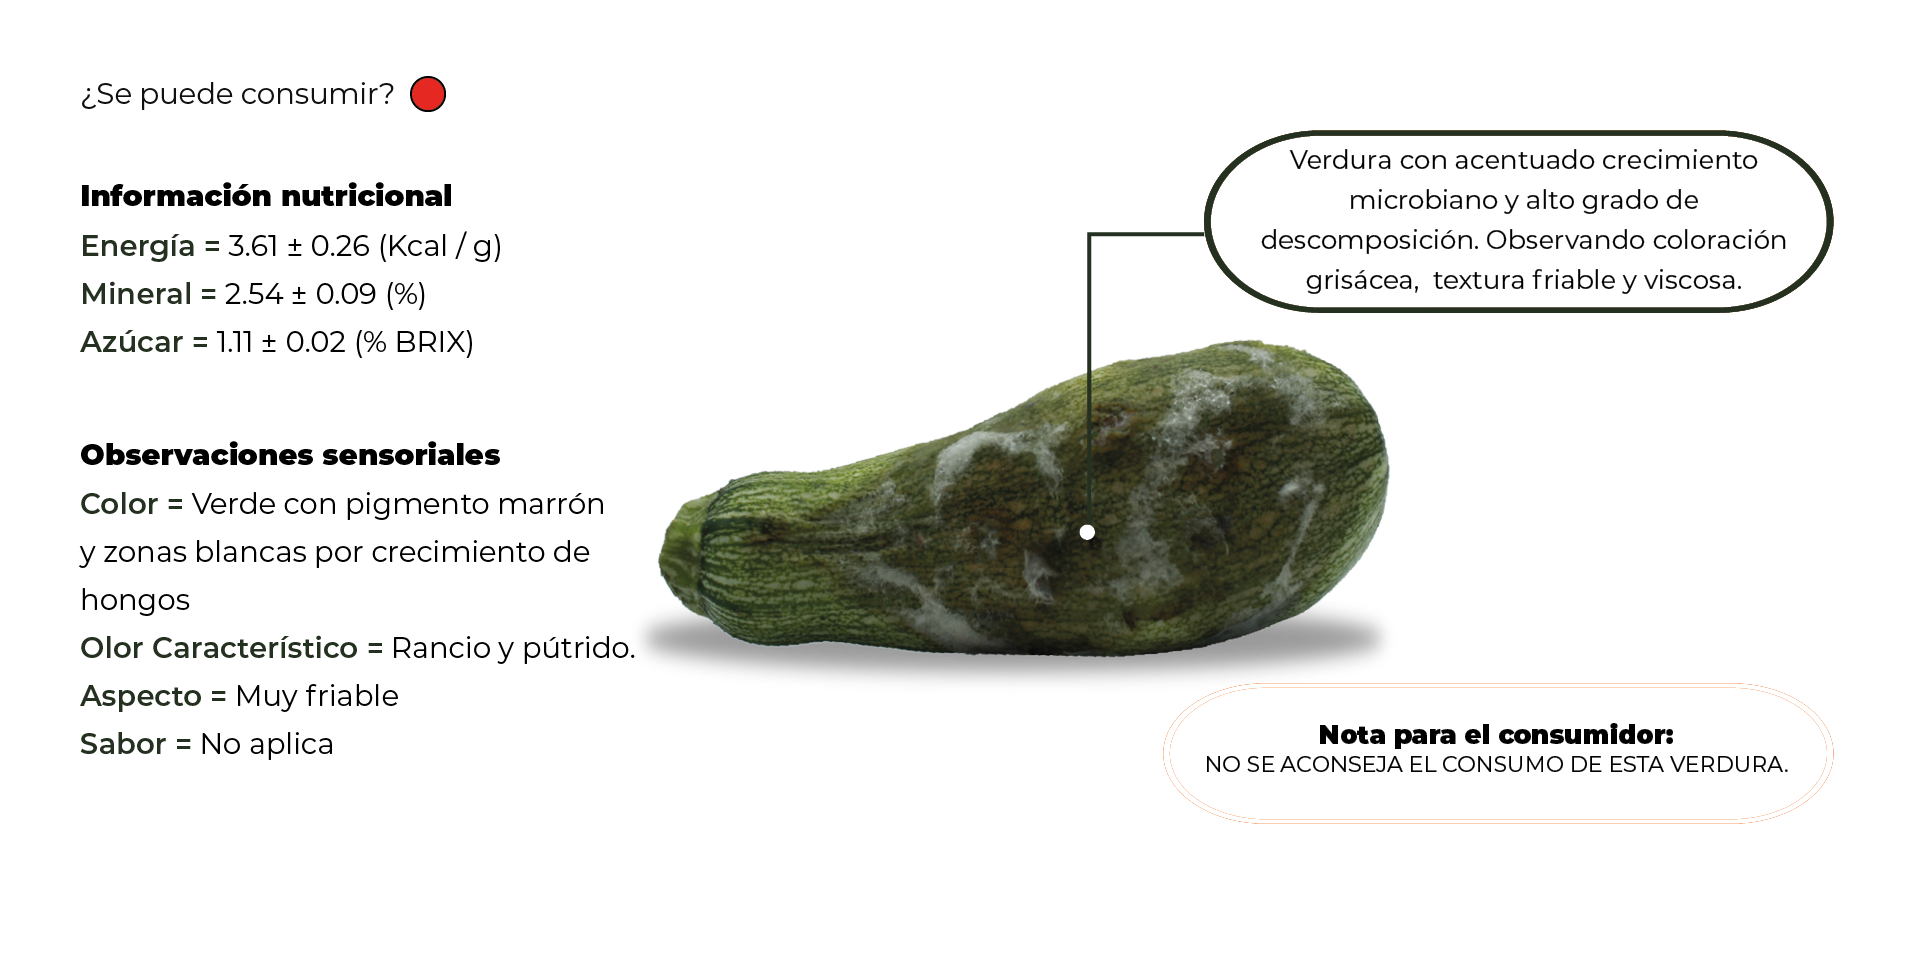 ¿Se puede consumir?
Información nutricional
Energía = 3.61 ± 0.26 (Kcal / g)
Mineral = 2.54 ± 0.09 (%)
Azúcar = 1.11 ± 0.02 (% BRIX)
Observaciones sensoriales
Color = Verde con pigmento marrón
y zonas blancas por crecimiento de
hongos
Olor Característico = Rancio y pútrido.
Aspecto = Muy friable
Sabor = No aplica
Verdura con acentuado crecimiento
microbiano y alto grado de
descomposición. Observando coloración
grisácea,  textura friable y viscosa.
Nota para el consumidor:
NO SE ACONSEJA EL CONSUMO DE ESTA VERDURA.